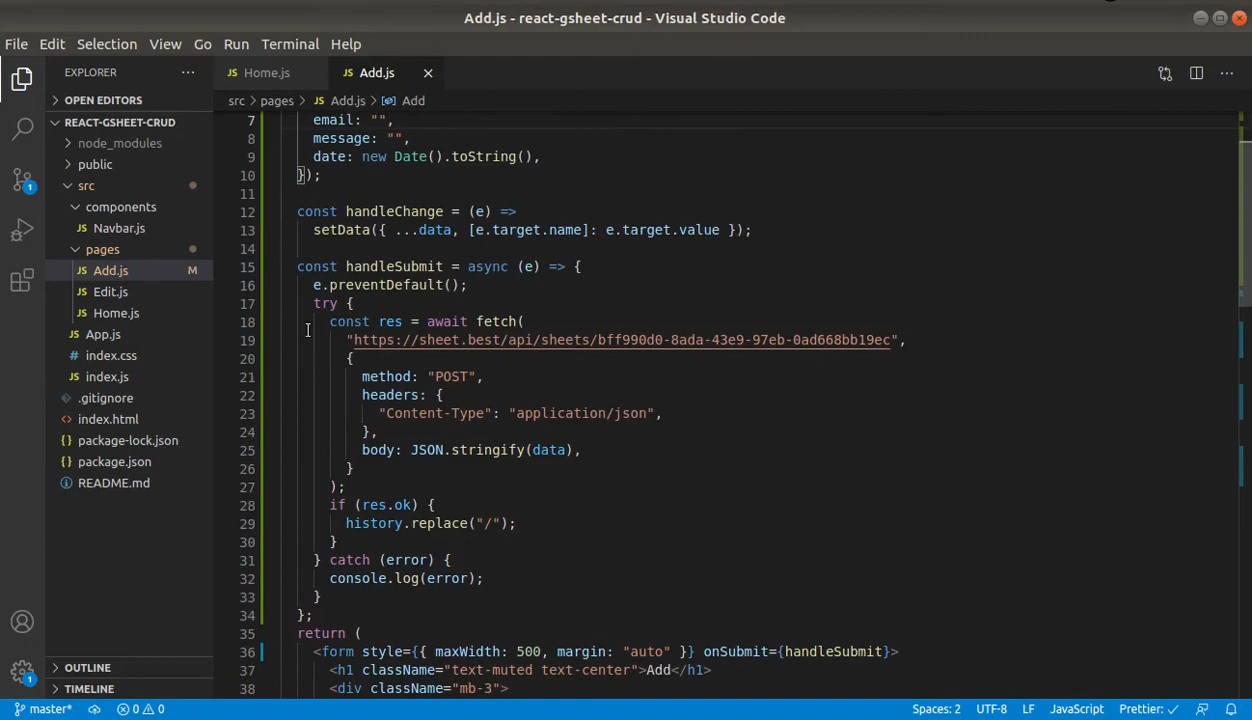 Add.js - react-gsheet-crud - Visual Studio Code
File Edit Selection View Go Run Terminal Help
EXPLORER
OPEN EDITORS
REACT-GSHEET-CRUD
node_modules
public
src
components
Navbar.js
pages
Add.js M
Edit.js
Home.js
App.js
index.css
index.js
.gitignore
index.html
package-lock.json
package.json
README.md
OUTLINE
TIMELINE
1
1
Home.js Add.js
src > pages > JS Add.js > Add
7 email: "",
8 message: "",
9 date: new Date().toString(),
10 });
11
12 const handleChange = (e) =>
13 setData({ ...data, [e.target.name]: e.target.value });
14
15 const handleSubmit = async (e) => {
16 e.preventDefault();
17 try {
18 const res = await fetch(
19 "https://sheet.best/api/sheets/bff990d0-8ada-43e9-97eb-0ad668bb19ec",
20 {
21 method: "POST",
22 headers: {
23 "Content-Type": "application/json",
24 },
25 body: JSON.stringify(data),
26 }
27 );
28 if (res.ok) {
29 history.replace("/");
30 }
31 } catch (error) {
32 console.log(error);
33 }
34 };
35 return (
36 <form style={{ maxWidth: 500, margin: "auto" }} onSubmit={handleSubmit}>
37 <h1 className="text-muted text-center">Add</h1>
38 <div className="mb-3">
master* 0 0 Spaces: 2 UTF-8 LF JavaScript Prettier: ✓